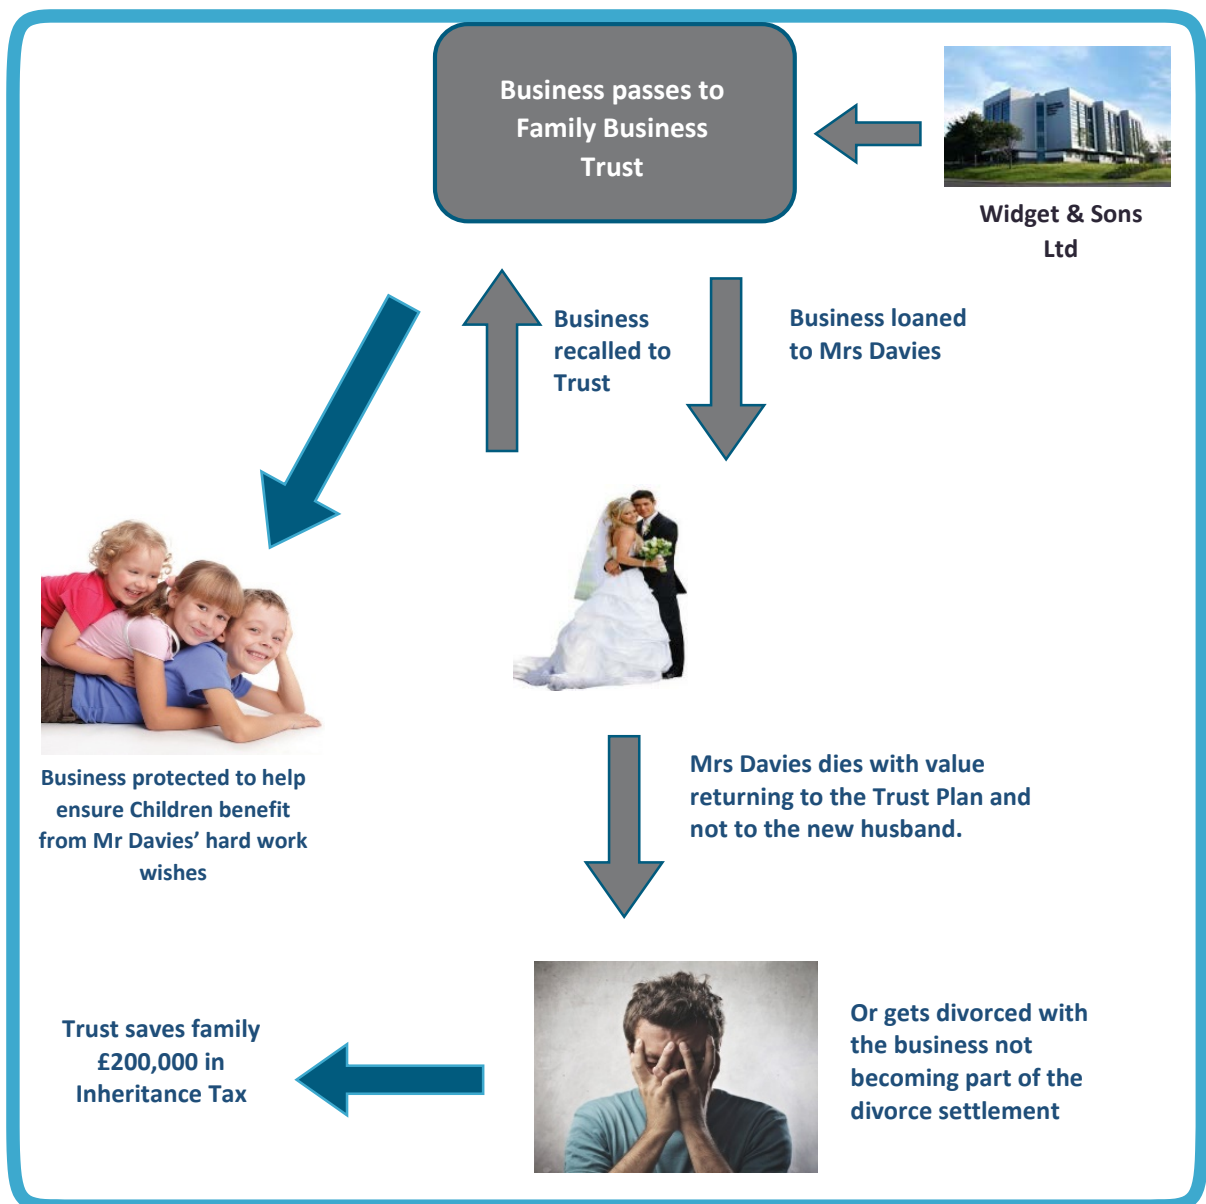 Business passes to
Family Business
Trust
Widget & Sons
Ltd
Business
recalled to
Trust
Business loaned
to Mrs Davies
Business protected to help
ensure Children benefit
from Mr Davies’ hard work
wishes
Mrs Davies dies with value
returning to the Trust Plan and
not to the new husband.
Trust saves family
£200,000 in
Inheritance Tax
Or gets divorced with
the business not
becoming part of the
divorce settlement